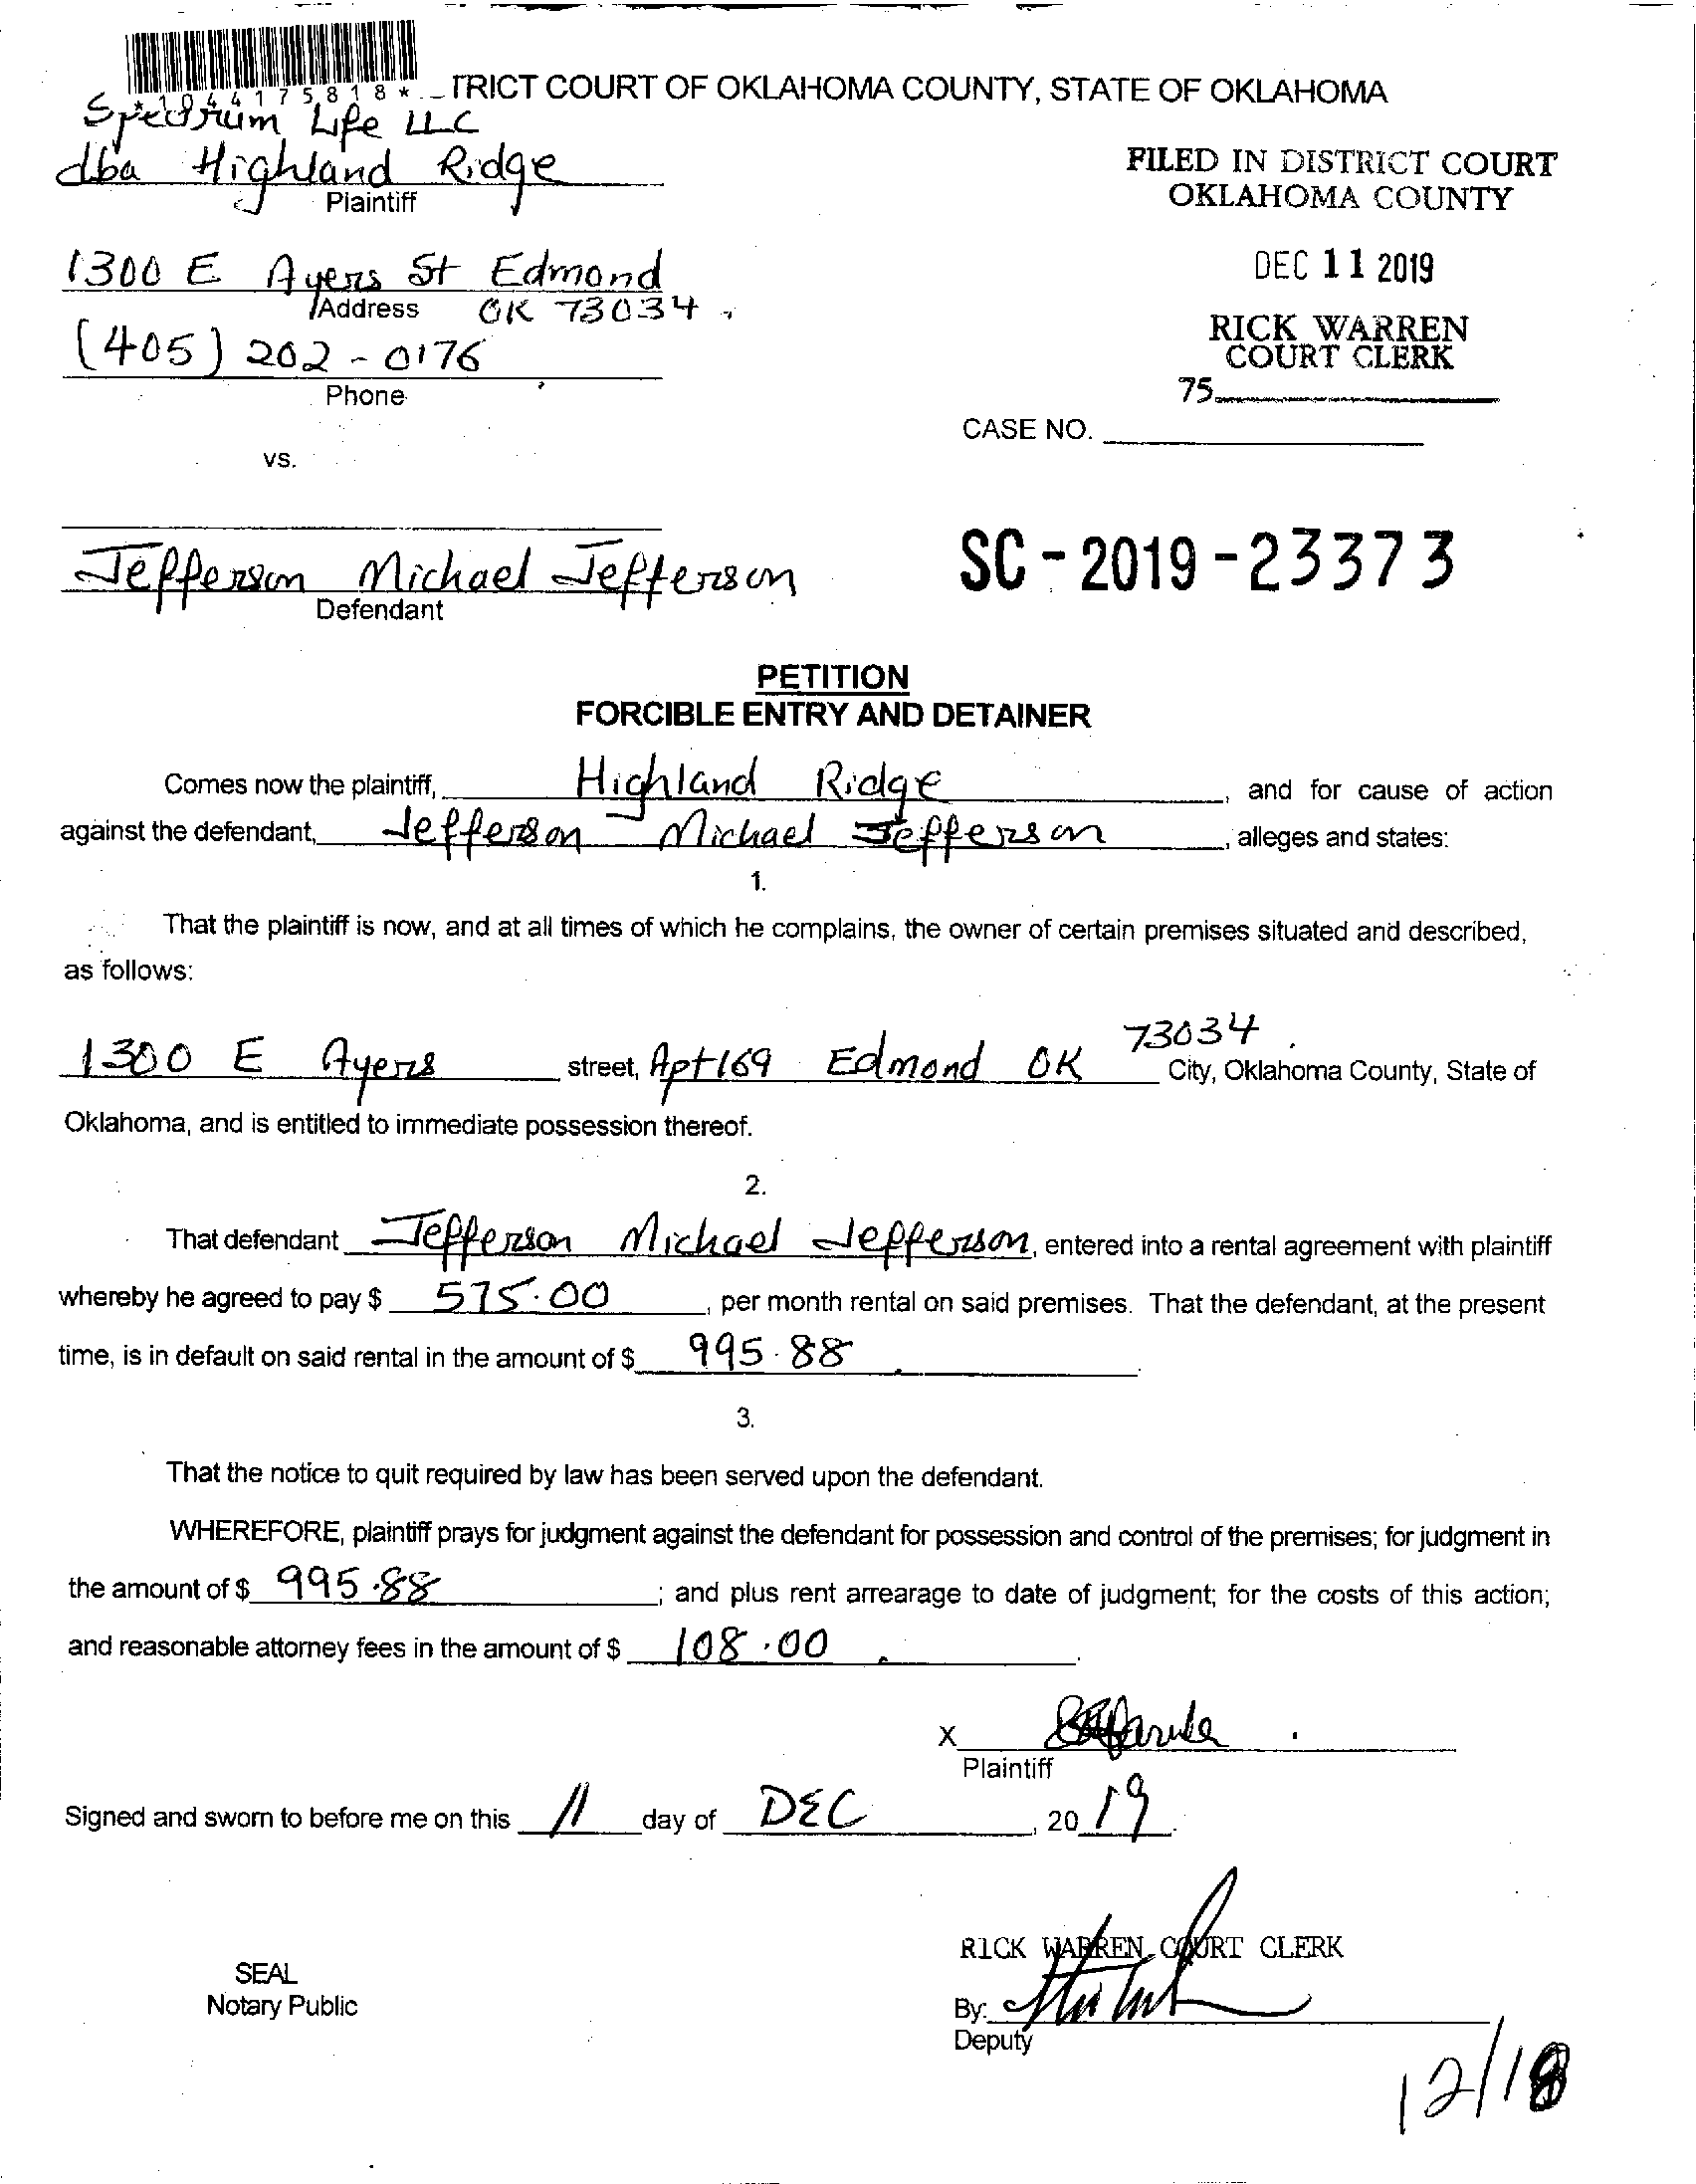 *1044175818*
TRICT COURT OF OKLAHOMA COUNTY, STATE OF OKLAHOMA
Spectrum Life LLC
dba Highland Ridge
Plaintiff
FILED IN DISTRICT COURT
OKLAHOMA COUNTY
1300 E Ayers St Edmond
Address OK 73034
DEC 11 2019
(405) 202-0176
Phone
RICK WARREN
COURT CLERK
75
CASE NO.
vs.
Jefferson Michael Jefferson
Defendant
SC-2019-23373
PETITION
FORCIBLE ENTRY AND DETAINER
Comes now the plaintiff, Highland Ridge, and for cause of action
against the defendant, Jefferson Michael Jefferson, alleges and states:
1.
That the plaintiff is now, and at all times of which he complains, the owner of certain premises situated and described,
as follows:
73034
1300 E Ayers street, Apt 169 Edmond OK City, Oklahoma County, State of
Oklahoma, and is entitled to immediate possession thereof.
2.
That defendant Jefferson Michael Jefferson, entered into a rental agreement with plaintiff
whereby he agreed to pay $ 575.00, per month rental on said premises. That the defendant, at the present
time, is in default on said rental in the amount of $ 995.88.
3.
That the notice to quit required by law has been served upon the defendant.
WHEREFORE, plaintiff prays for judgment against the defendant for possession and control of the premises; for judgment in
the amount of $ 995.88; and plus rent arrearage to date of judgment; for the costs of this action;
and reasonable attorney fees in the amount of $ 108.00.
X
Plaintiff
Signed and sworn to before me on this 11 day of DEC, 2019.
RICK WARREN, COURT CLERK
SEAL
Notary Public
By:
Deputy
12/18